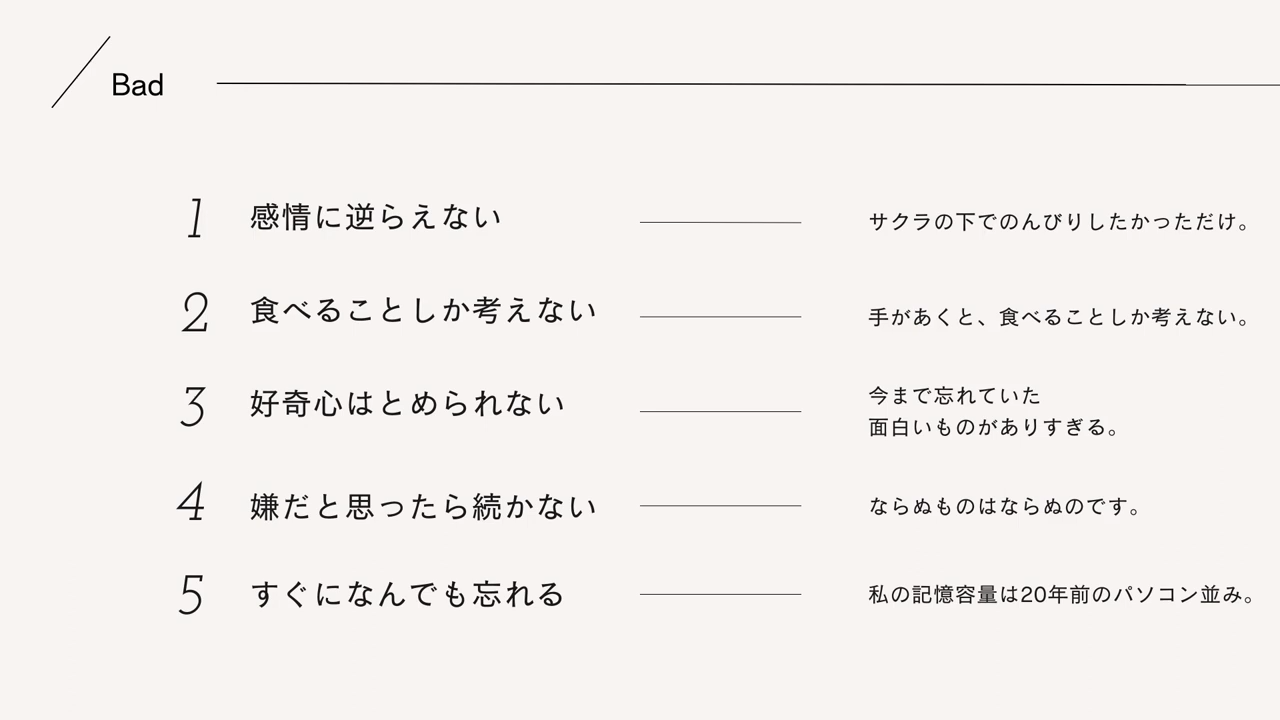 Bad
1 感情に逆らえない サクラの下でのんびりしたかっただけ。
2 食べることしか考えない 手があくと、食べることしか考えない。
3 好奇心はとめられない 今まで忘れていた
面白いものがありすぎる。
4 嫌だと思ったら続かない ならぬものはならぬのです。
5 すぐになんでも忘れる 私の記憶容量は20年前のパソコン並み。